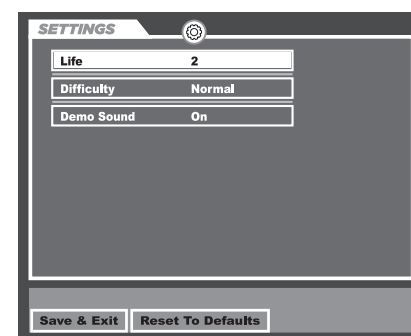 SETTINGS
Life 2
Difficulty Normal
Demo Sound On
Save & Exit Reset To Defaults